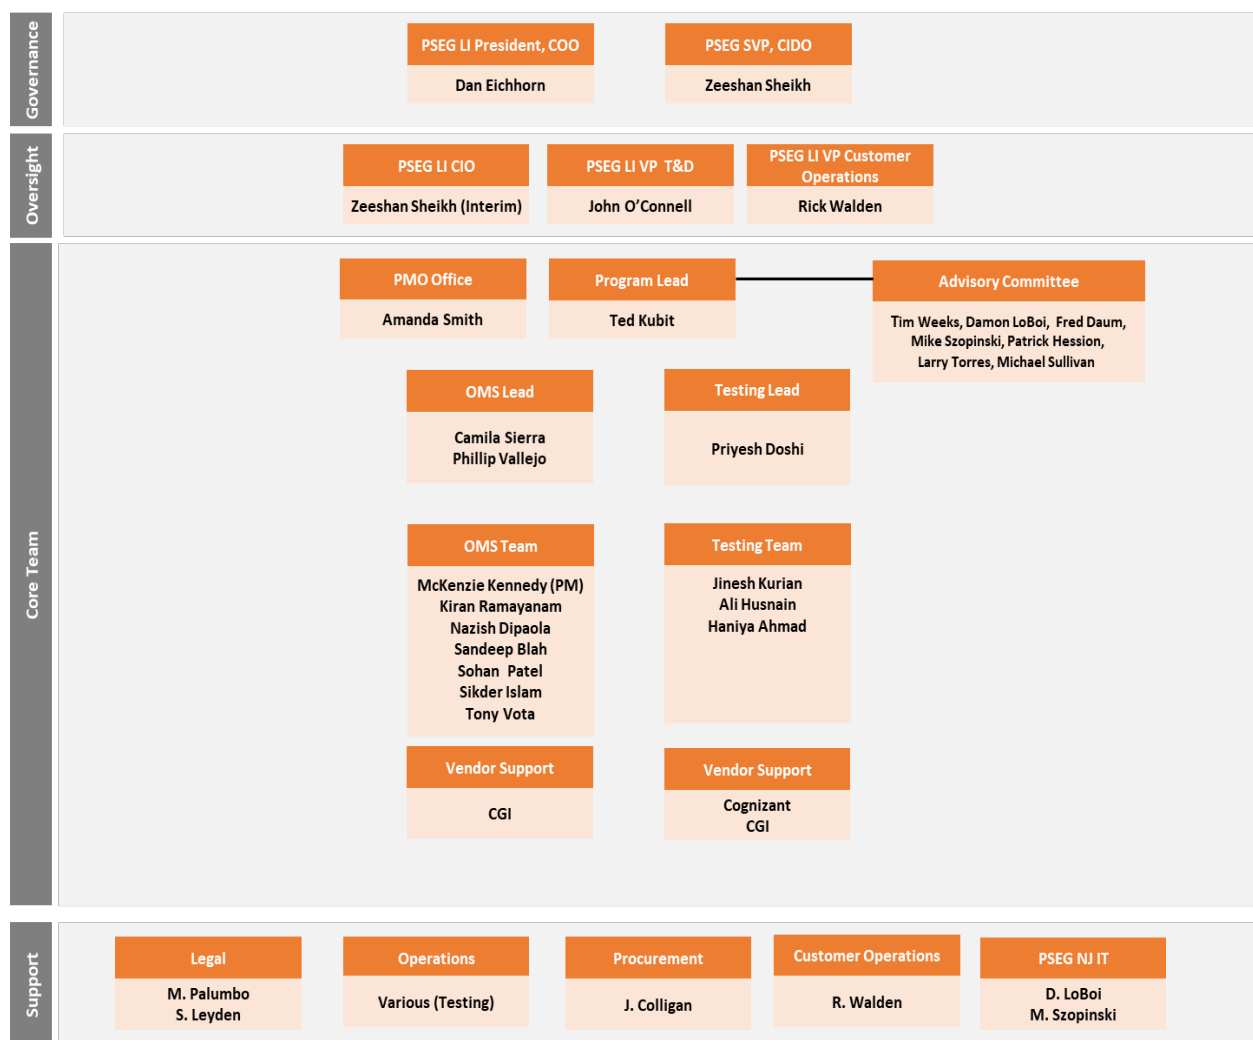 Governance
PSEG LI President, COO
Dan Eichhorn
PSEG SVP, CIDO
Zeeshan Sheikh
Oversight
PSEG LI CIO
Zeeshan Sheikh (Interim)
PSEG LI VP T&D
John O'Connell
PSEG LI VP Customer
Operations
Rick Walden
Core Team
PMO Office
Amanda Smith
Program Lead
Ted Kubit
Advisory Committee
Tim Weeks, Damon LoBoi, Fred Daum,
Mike Szopinski, Patrick Hession,
Larry Torres, Michael Sullivan
OMS Lead
Camila Sierra
Phillip Vallejo
Testing Lead
Priyesh Doshi
OMS Team
McKenzie Kennedy (PM)
Kiran Ramayanam
Nazish Dipaola
Sandeep Blah
Sohan Patel
Sikder Islam
Tony Vota
Testing Team
Jinesh Kurian
Ali Husnain
Haniya Ahmad
Vendor Support
CGI
Vendor Support
Cognizant
CGI
Support
Legal
M. Palumbo
S. Leyden
Operations
Various (Testing)
Procurement
J. Colligan
Customer Operations
R. Walden
PSEG NJ IT
D. LoBoi
M. Szopinski